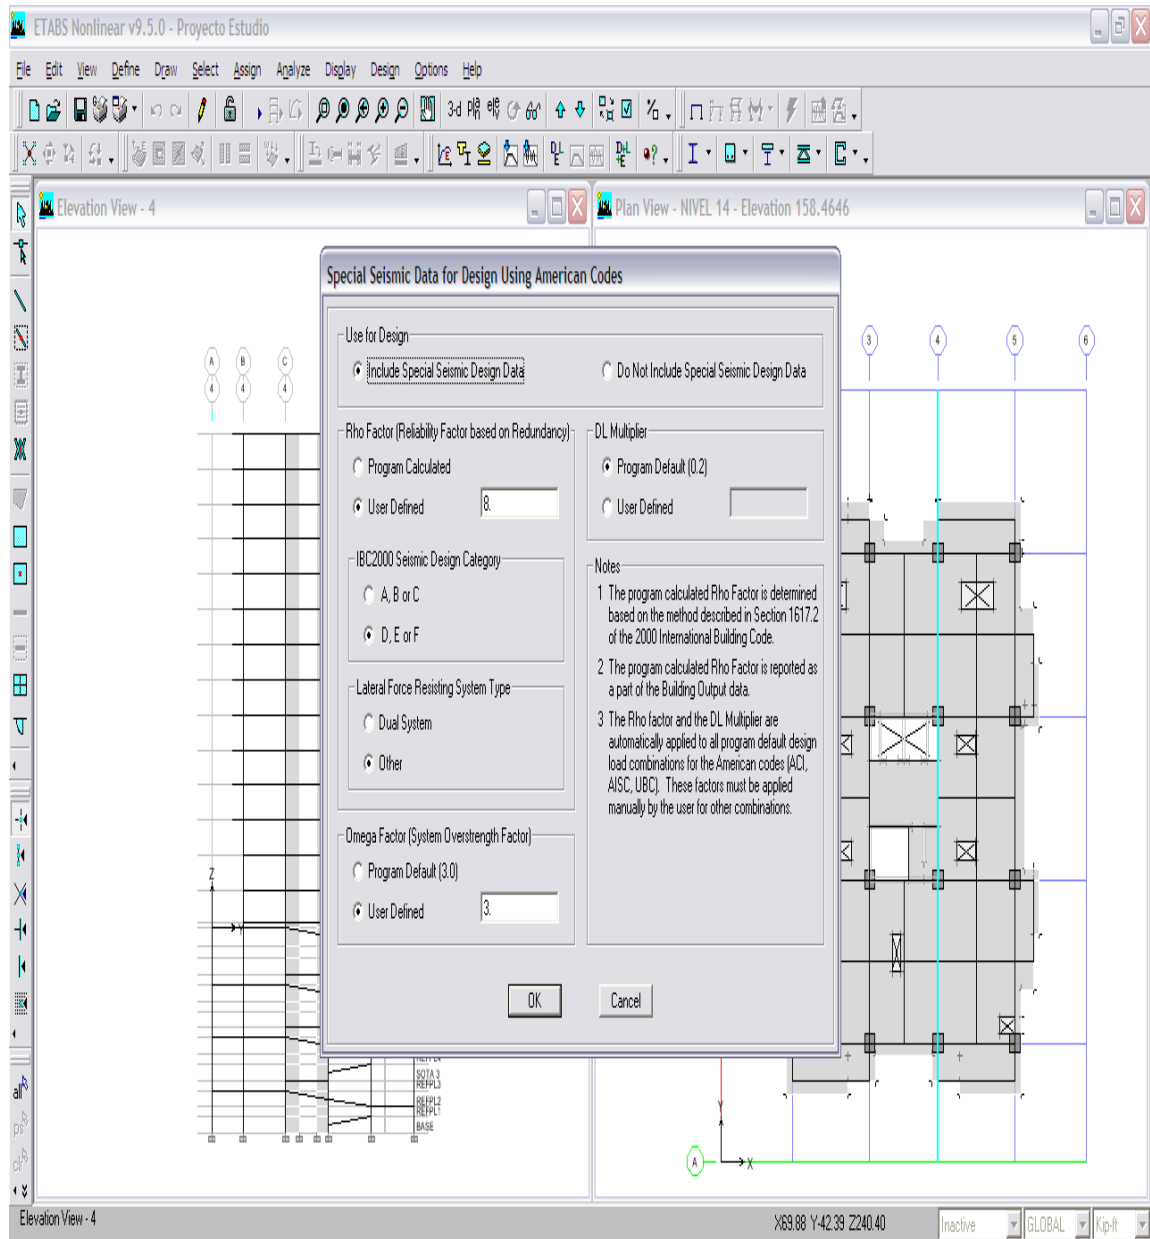 ETABS Nonlinear v9.5.0 - Proyecto Estudio
File Edit View Define Draw Select Assign Analyze Display Design Options Help
3-d
Elevation View - 4
Plan View - NIVEL 14 - Elevation 158.4646
Special Seismic Data for Design Using American Codes
Use for Design
Include Special Seismic Design Data
Do Not Include Special Seismic Design Data
Rho Factor (Reliability Factor based on Redundancy)
Program Calculated
User Defined 8.
IBC2000 Seismic Design Category
A, B or C
D, E or F
Lateral Force Resisting System Type
Dual System
Other
Omega Factor (System Overstrength Factor)
Program Default (3.0)
User Defined 3.
DL Multiplier
Program Default (0.2)
User Defined
Notes
1 The program calculated Rho Factor is determined
based on the method described in Section 1617.2
of the 2000 International Building Code.
2 The program calculated Rho Factor is reported as
a part of the Building Output data.
3 The Rho factor and the DL Multiplier are
automatically applied to all program default design
load combinations for the American codes (ACI,
AISC, UBC). These factors must be applied
manually by the user for other combinations.
OK
Cancel
A B C
4 4 4
Z
Y
SOTA 3
REFPL3
REFPL2
REFPL1
BASE
3 4 5 6
Y
A
X
all
ps
clr
Elevation View - 4
X69.88 Y-42.39 Z240.40
Inactive
GLOBAL
Kip-ft